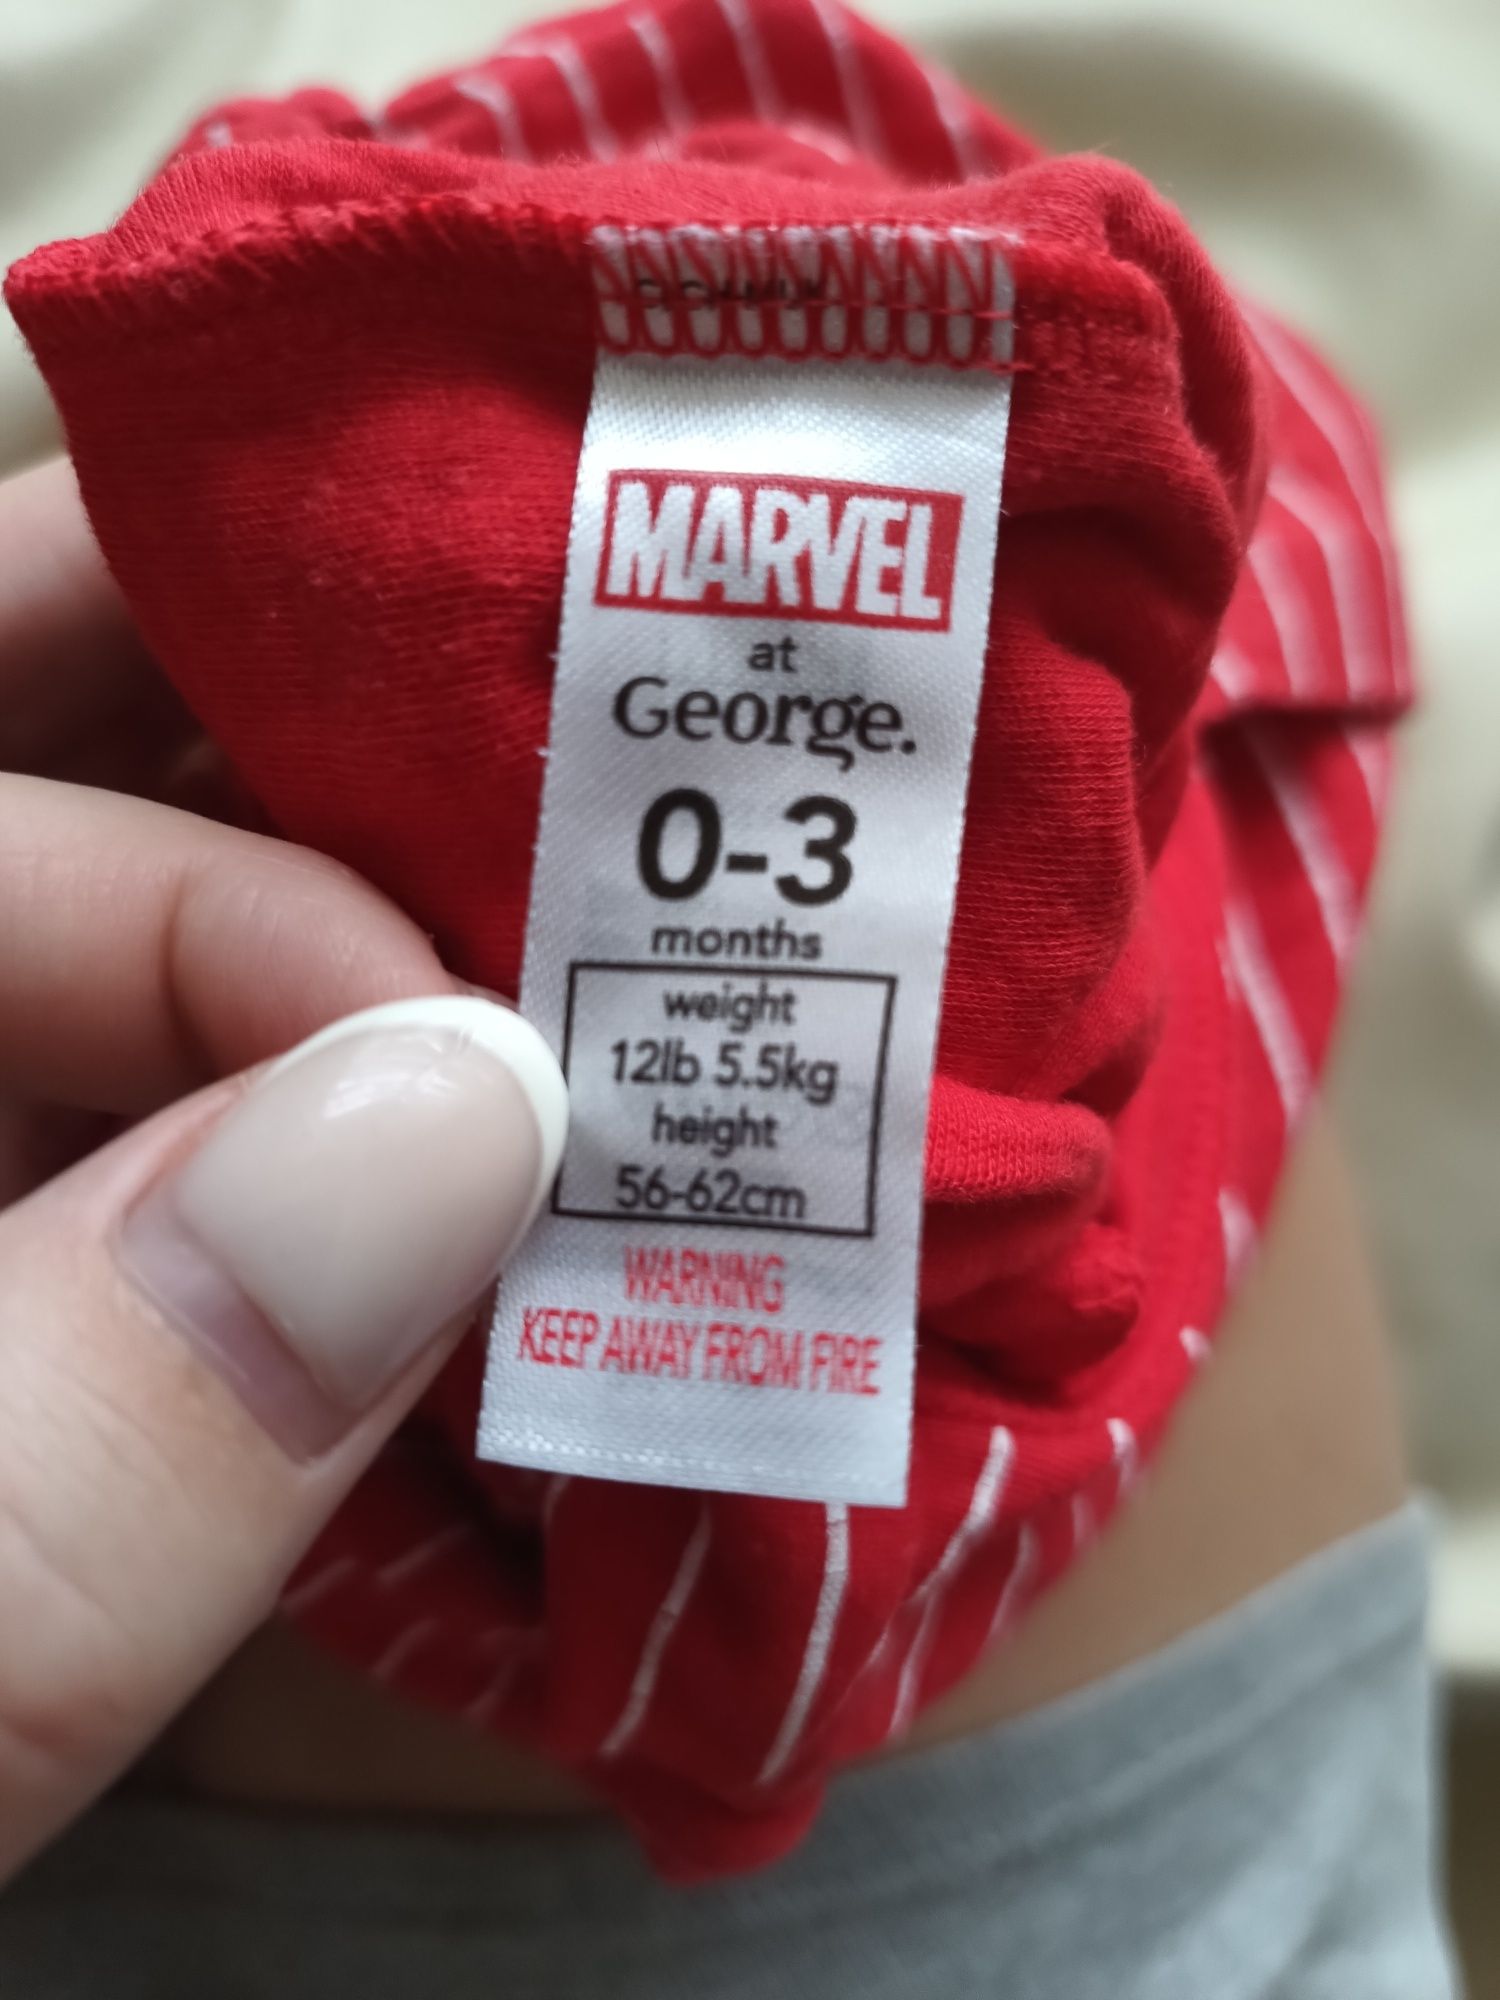 MARVEL
at
George.
0-3
months
weight
12lb 5.5kg
height
56-62cm
WARNING
KEEP AWAY FROM FIRE